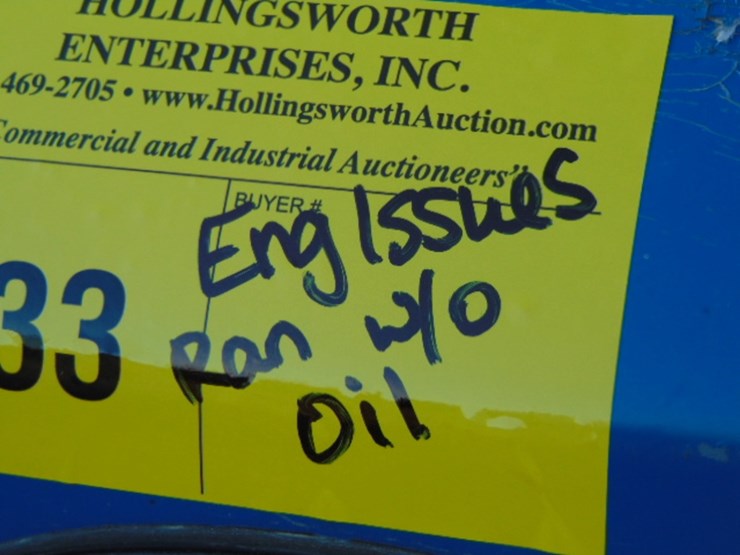 HOLLINGSWORTH
ENTERPRISES, INC.
469-2705 • www.HollingsworthAuction.com
Commercial and Industrial Auctioneers"
BUYER #
Eng Issues
33
Ran w/o
Oil